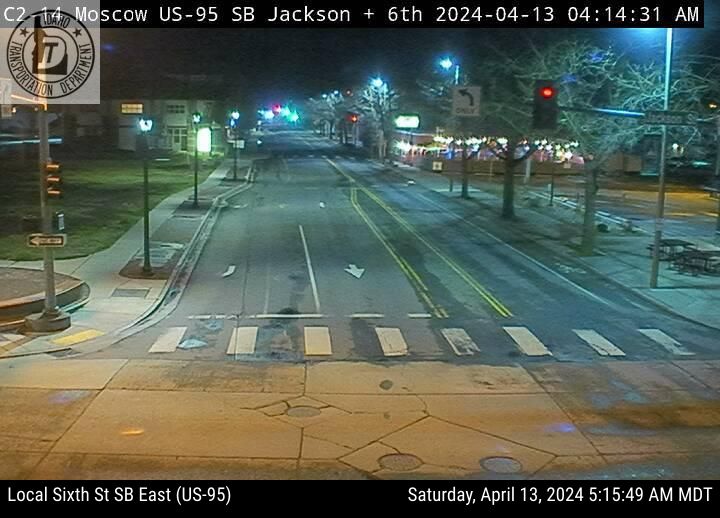 C2 14 Moscow US-95 SB Jackson + 6th 2024-04-13 04:14:31 AM
IDAHO
TRANSPORTATION DEPARTMENT
ONLY
Local Sixth St SB East (US-95)
Saturday, April 13, 2024 5:15:49 AM MDT